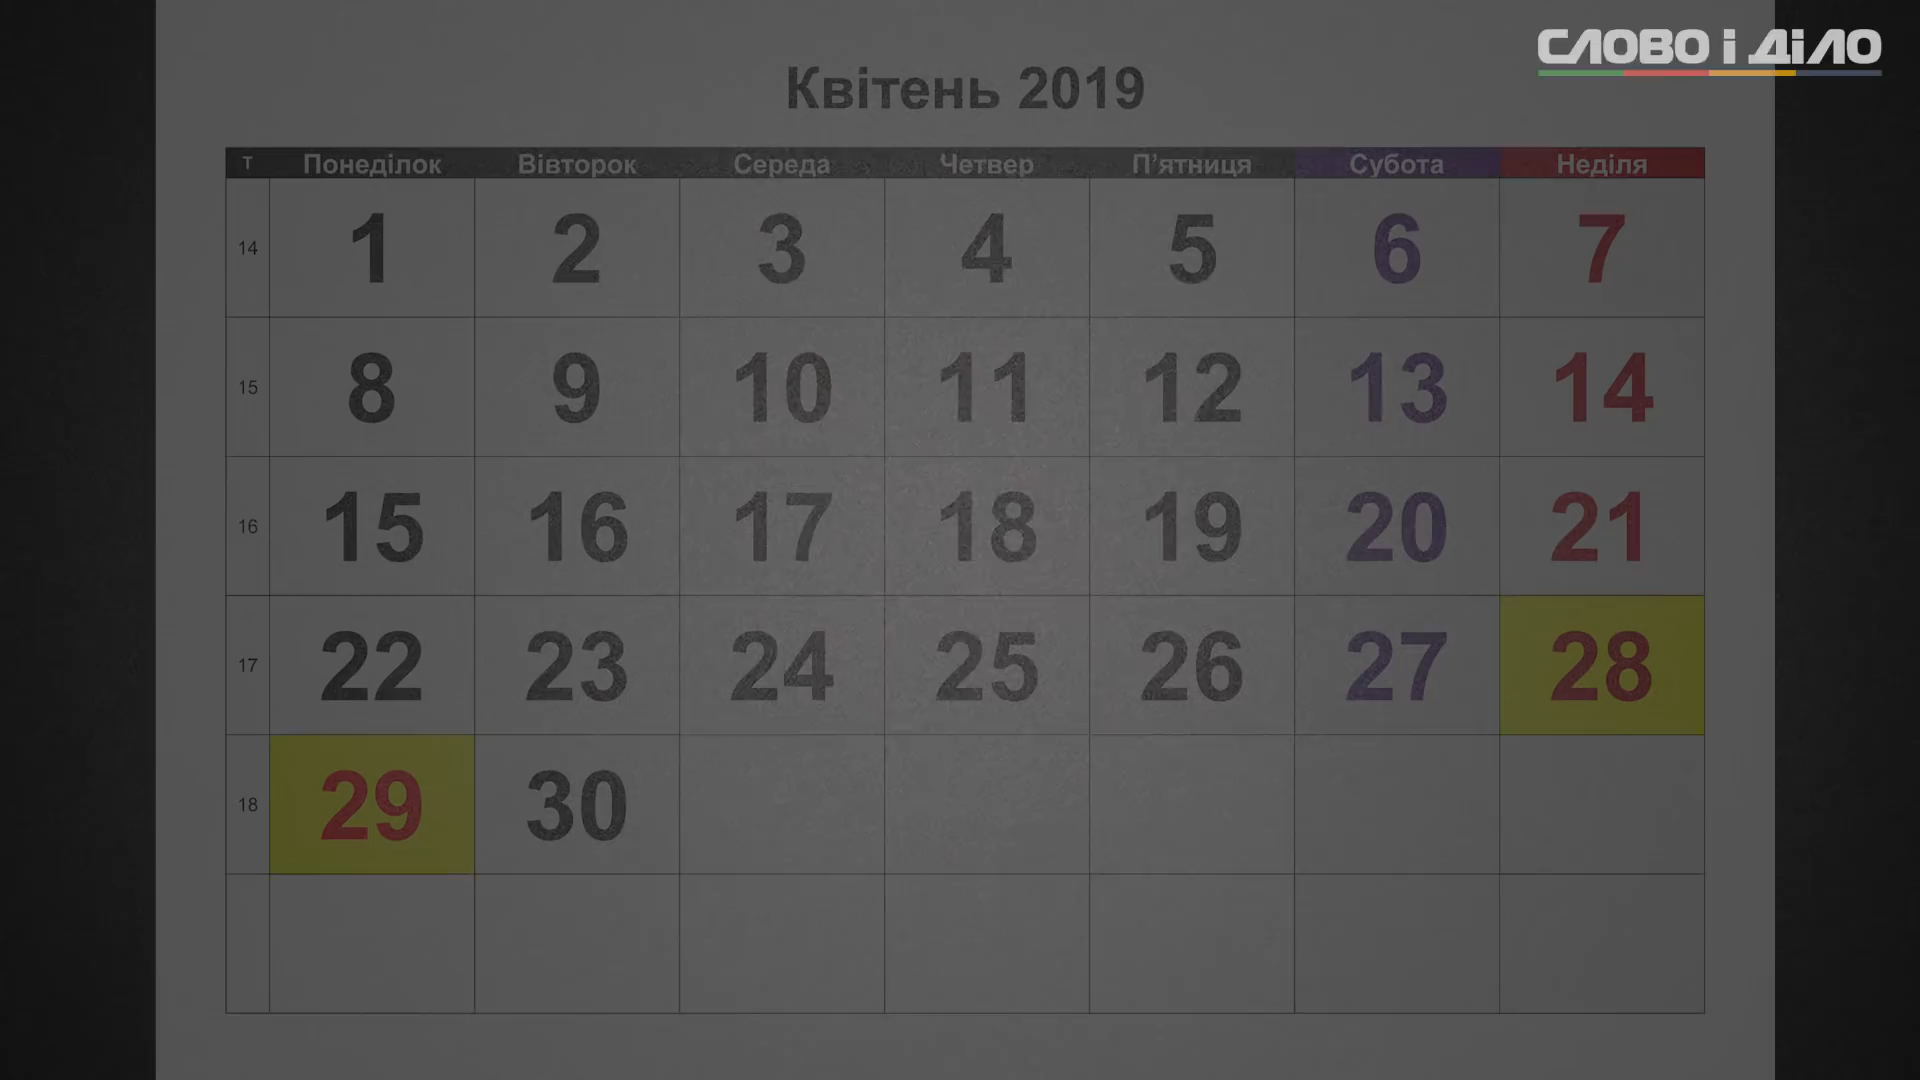 СЛОВО і ДіЛО
Квітень 2019
Т Понеділок Вівторок Середа Четвер П'ятниця Субота Неділя
14 1 2 3 4 5 6 7
15 8 9 10 11 12 13 14
16 15 16 17 18 19 20 21
17 22 23 24 25 26 27 28
18 29 30